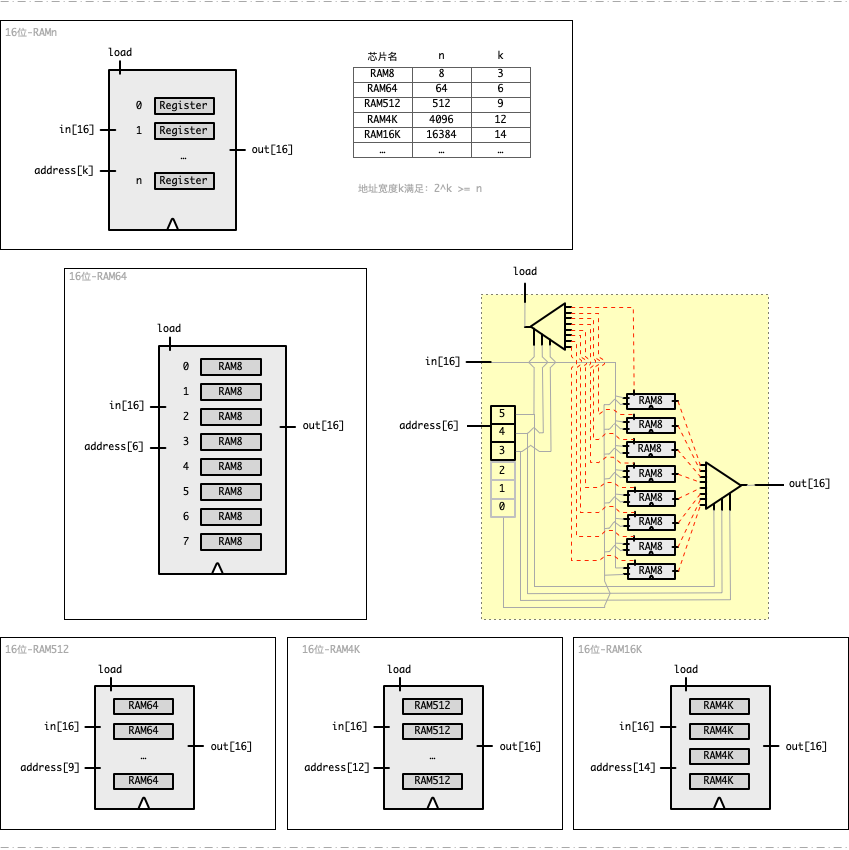 16位-RAMn
load
0 Register
in[16] 1 Register out[16]
…
address[k]
n Register
芯片名 n k
RAM8 8 3
RAM64 64 6
RAM512 512 9
RAM4K 4096 12
RAM16K 16384 14
… … …
地址宽度k满足: 2^k >= n
16位-RAM64
load
0 RAM8
1 RAM8
in[16]
2 RAM8
out[16]
3 RAM8
address[6]
4 RAM8
5 RAM8
6 RAM8
7 RAM8
load
in[16]
address[6]
5
4
3
2
1
0
RAM8
RAM8
RAM8
RAM8
RAM8
RAM8
RAM8
RAM8
out[16]
16位-RAM512
load
RAM64
in[16] RAM64
out[16]
…
address[9]
RAM64
16位-RAM4K
load
RAM512
in[16] RAM512
out[16]
…
address[12]
RAM512
16位-RAM16K
load
RAM4K
in[16] RAM4K
out[16]
RAM4K
address[14]
RAM4K